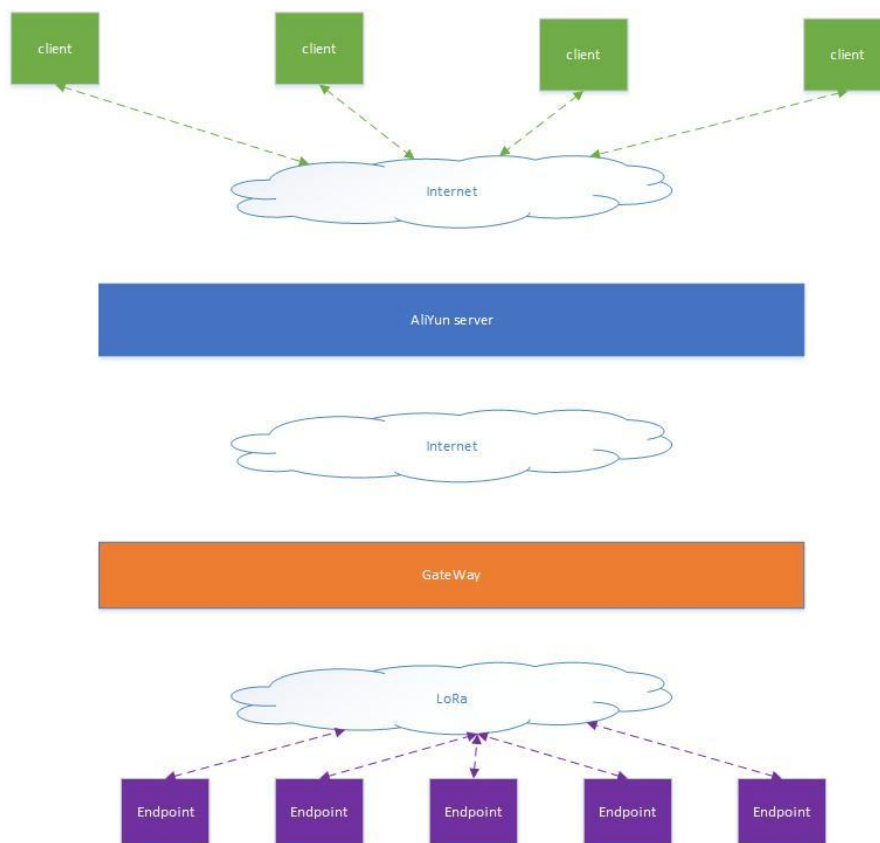 client
client
client
client
Internet
AliYun server
Internet
GateWay
LoRa
Endpoint
Endpoint
Endpoint
Endpoint
Endpoint